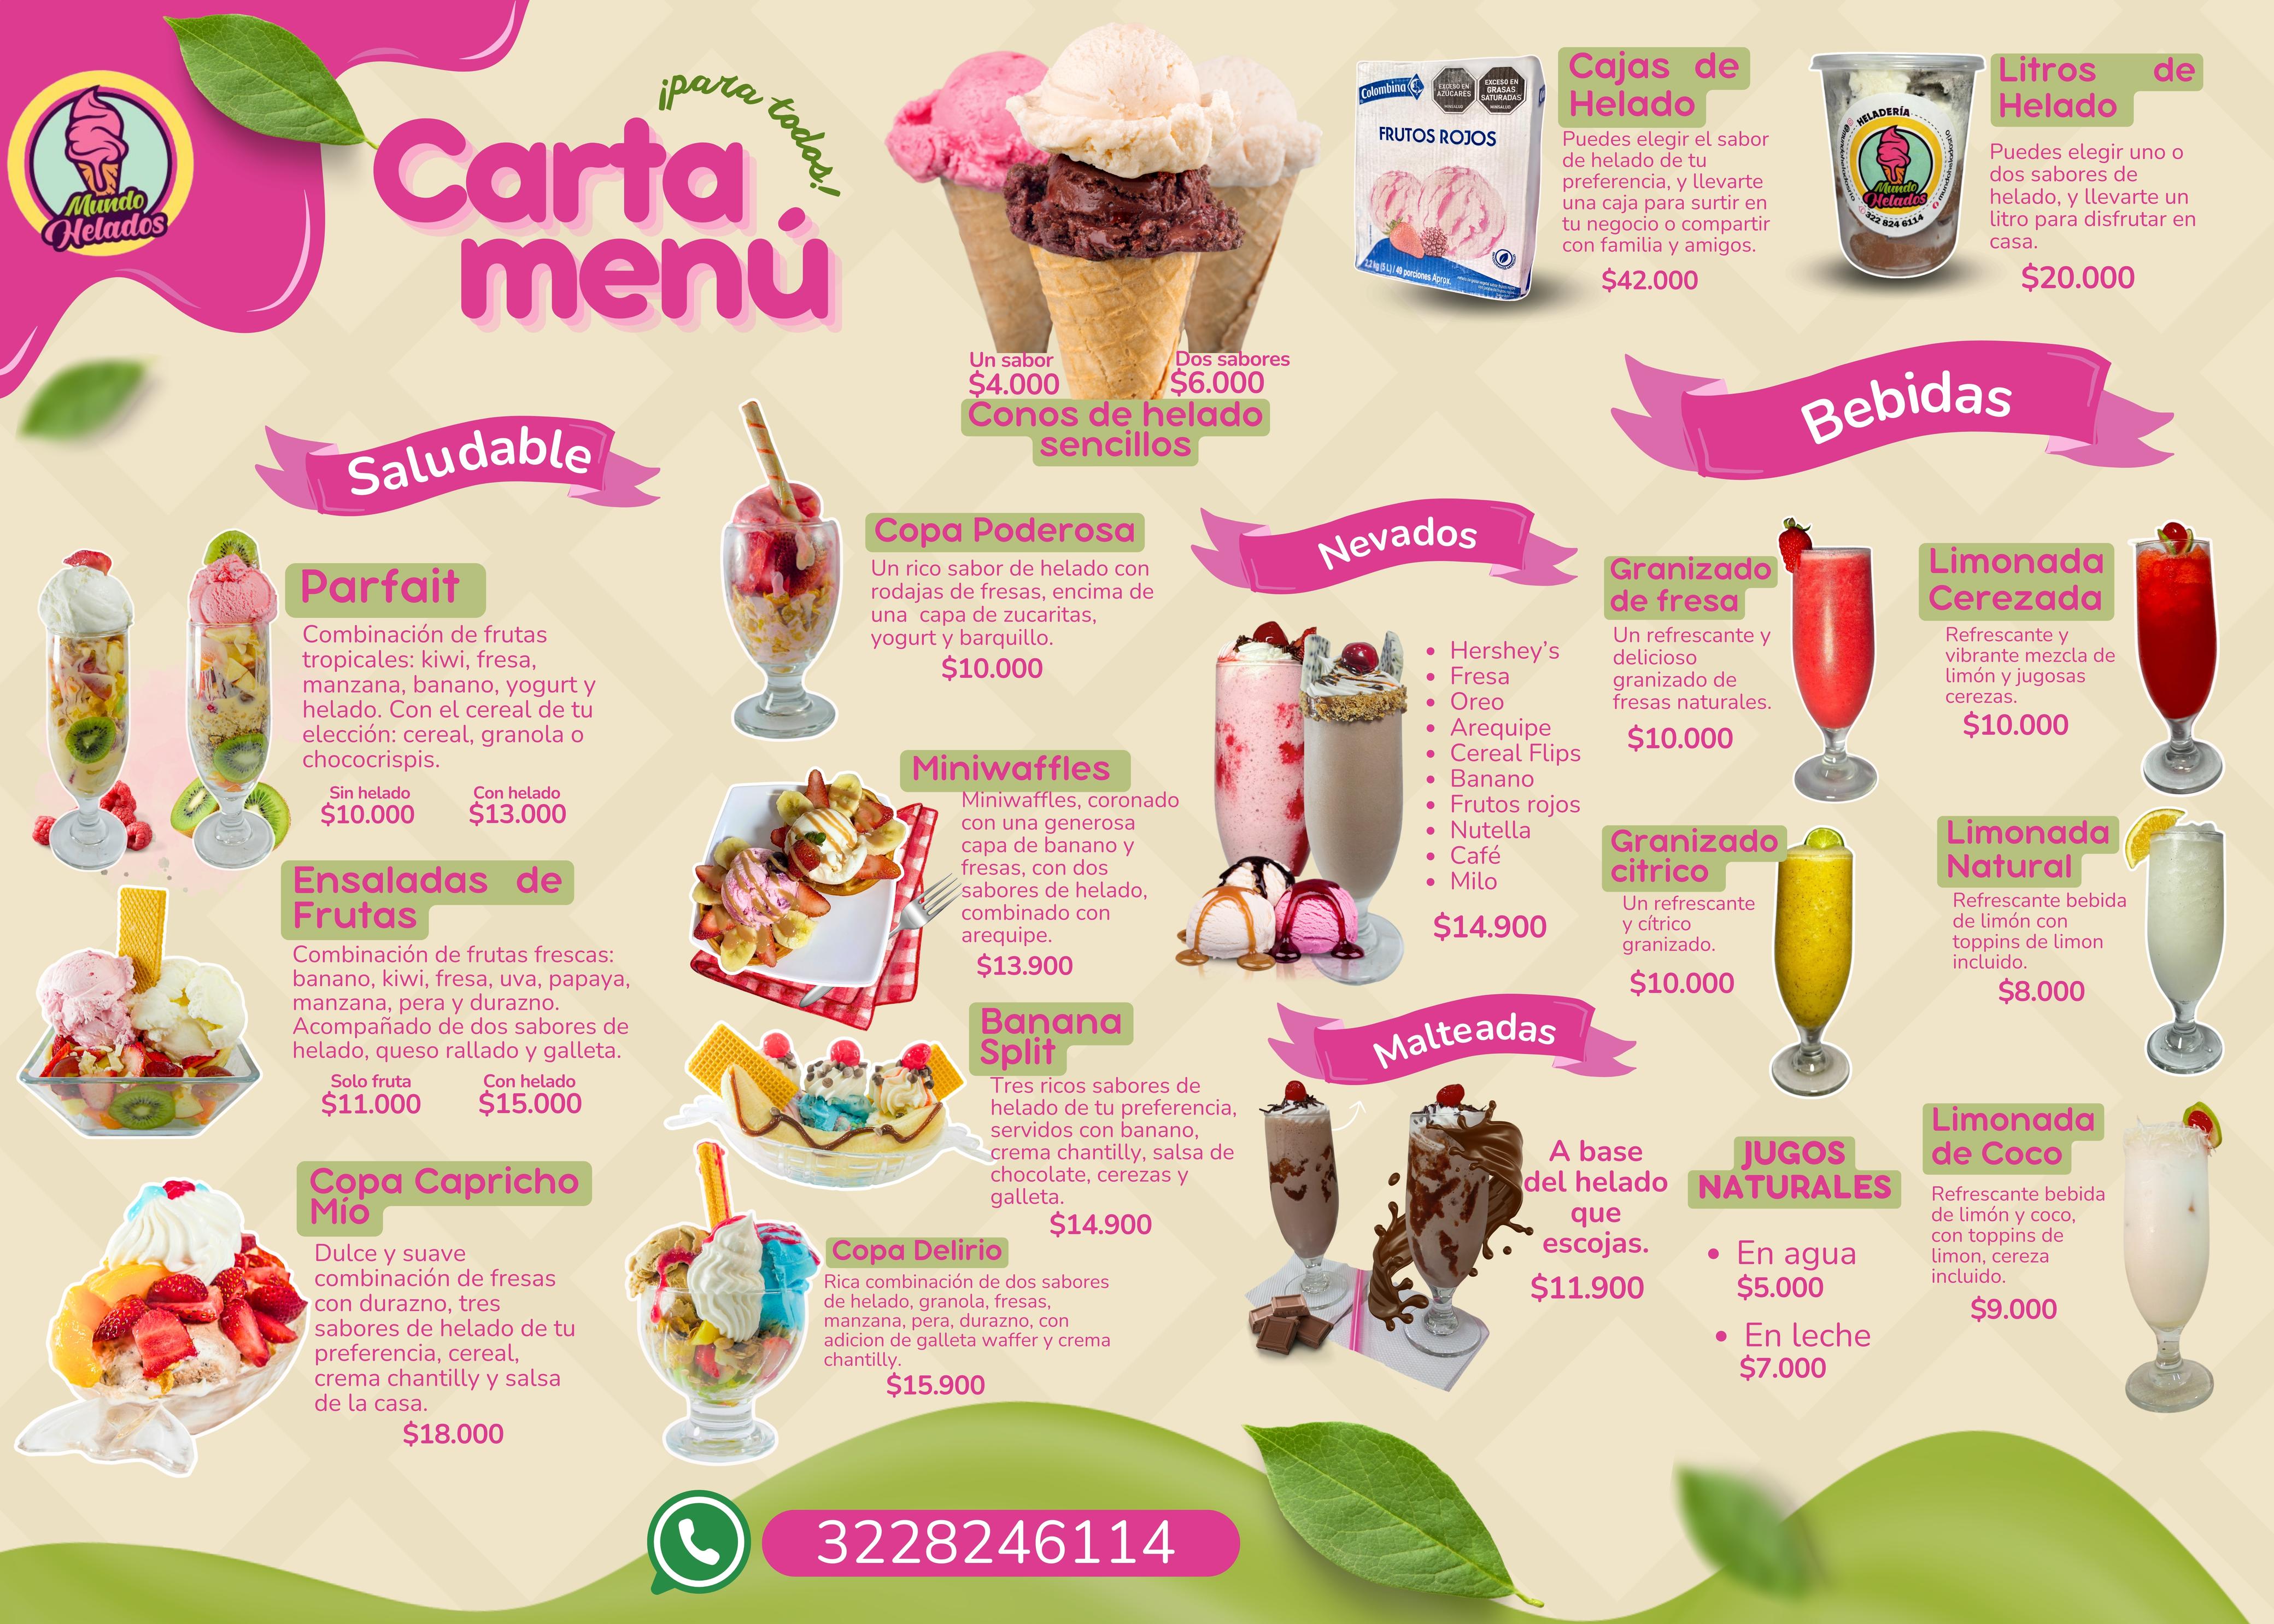 Mundo
Helados
¡para todos!
Carta
menú
Un sabor
$4.000
Dos sabores
$6.000
Conos de helado
sencillos
Colombina
EXCESO EN
AZÚCARES
MINSALUD
EXCESO EN
GRASAS
SATURADAS
MINSALUD
FRUTOS ROJOS
2,2 kg (5 L) / 49 porciones Aprox.
Cajas de
Helado
Puedes elegir el sabor
de helado de tu
preferencia, y llevarte
una caja para surtir en
tu negocio o compartir
con familia y amigos.
$42.000
HELADERÍA
Mundo
Helados
322 824 6114
Litros de
Helado
Puedes elegir uno o
dos sabores de
helado, y llevarte un
litro para disfrutar en
casa.
$20.000
Saludable
Parfait
Combinación de frutas
tropicales: kiwi, fresa,
manzana, banano, yogurt y
helado. Con el cereal de tu
elección: cereal, granola o
chococrispis.
Sin helado
$10.000
Con helado
$13.000
Ensaladas de
Frutas
Combinación de frutas frescas:
banano, kiwi, fresa, uva, papaya,
manzana, pera y durazno.
Acompañado de dos sabores de
helado, queso rallado y galleta.
Solo fruta
$11.000
Con helado
$15.000
Copa Capricho
Mío
Dulce y suave
combinación de fresas
con durazno, tres
sabores de helado de tu
preferencia, cereal,
crema chantilly y salsa
de la casa.
$18.000
Copa Poderosa
Un rico sabor de helado con
rodajas de fresas, encima de
una capa de zucaritas,
yogurt y barquillo.
$10.000
Miniwaffles
Miniwaffles, coronado
con una generosa
capa de banano y
fresas, con dos
sabores de helado,
combinado con
arequipe.
$13.900
Banana
Split
Tres ricos sabores de
helado de tu preferencia,
servidos con banano,
crema chantilly, salsa de
chocolate, cerezas y
galleta.
$14.900
Copa Delirio
Rica combinación de dos sabores
de helado, granola, fresas,
manzana, pera, durazno, con
adicion de galleta waffer y crema
chantilly.
$15.900
Nevados
• Hershey's
• Fresa
• Oreo
• Arequipe
• Cereal Flips
• Banano
• Frutos rojos
• Nutella
• Café
• Milo
$14.900
Malteadas
A base
del helado
que
escojas.
$11.900
Bebidas
Granizado
de fresa
Un refrescante y
delicioso
granizado de
fresas naturales.
$10.000
Limonada
Cerezada
Refrescante y
vibrante mezcla de
limón y jugosas
cerezas.
$10.000
Granizado
citrico
Un refrescante
y cítrico
granizado.
$10.000
Limonada
Natural
Refrescante bebida
de limón con
toppins de limon
incluido.
$8.000
JUGOS
NATURALES
• En agua
$5.000
• En leche
$7.000
Limonada
de Coco
Refrescante bebida
de limón y coco,
con toppins de
limon, cereza
incluido.
$9.000
3228246114